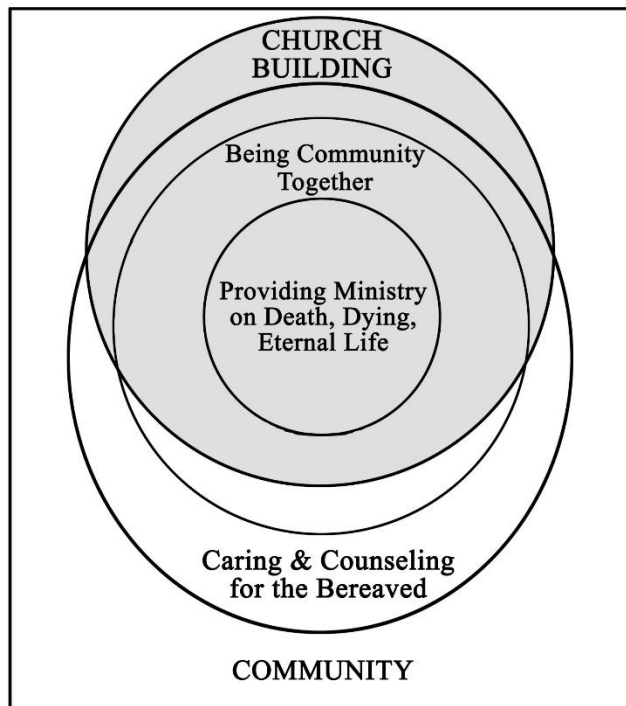 CHURCH
BUILDING
Being Community
Together
Providing Ministry
on Death, Dying,
Eternal Life
Caring & Counseling
for the Bereaved
COMMUNITY